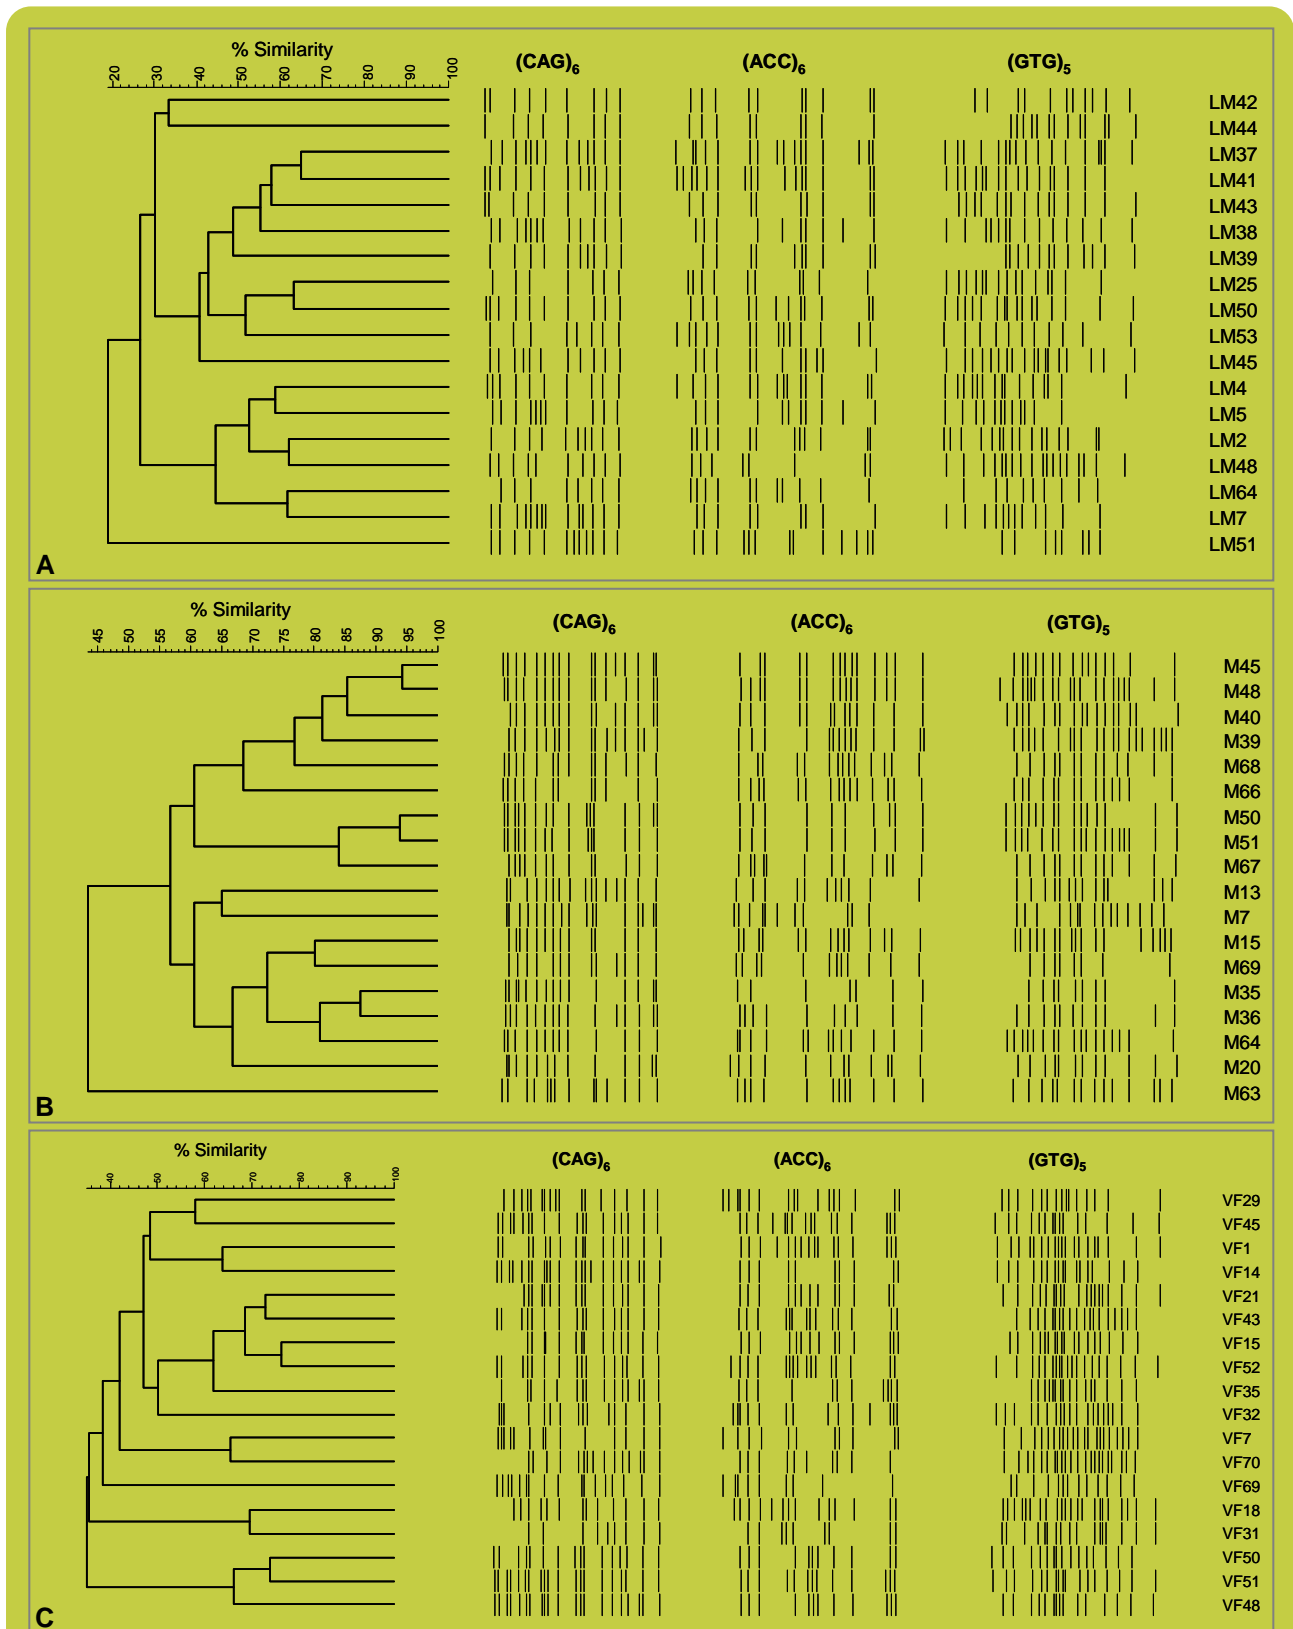 % Similarity
20 30 40 50 60 70 80 90 100
(CAG)6 (ACC)6 (GTG)5
LM42
LM44
LM37
LM41
LM43
LM38
LM39
LM25
LM50
LM53
LM45
LM4
LM5
LM2
LM48
LM64
LM7
LM51
A
% Similarity
45 50 55 60 65 70 75 80 85 90 95 100
(CAG)6 (ACC)6 (GTG)5
M45
M48
M40
M39
M68
M66
M50
M51
M67
M13
M7
M15
M69
M35
M36
M64
M20
M63
B
% Similarity
40 50 60 70 80 90 100
(CAG)6 (ACC)6 (GTG)5
VF29
VF45
VF1
VF14
VF21
VF43
VF15
VF52
VF35
VF32
VF7
VF70
VF69
VF18
VF31
VF50
VF51
VF48
C